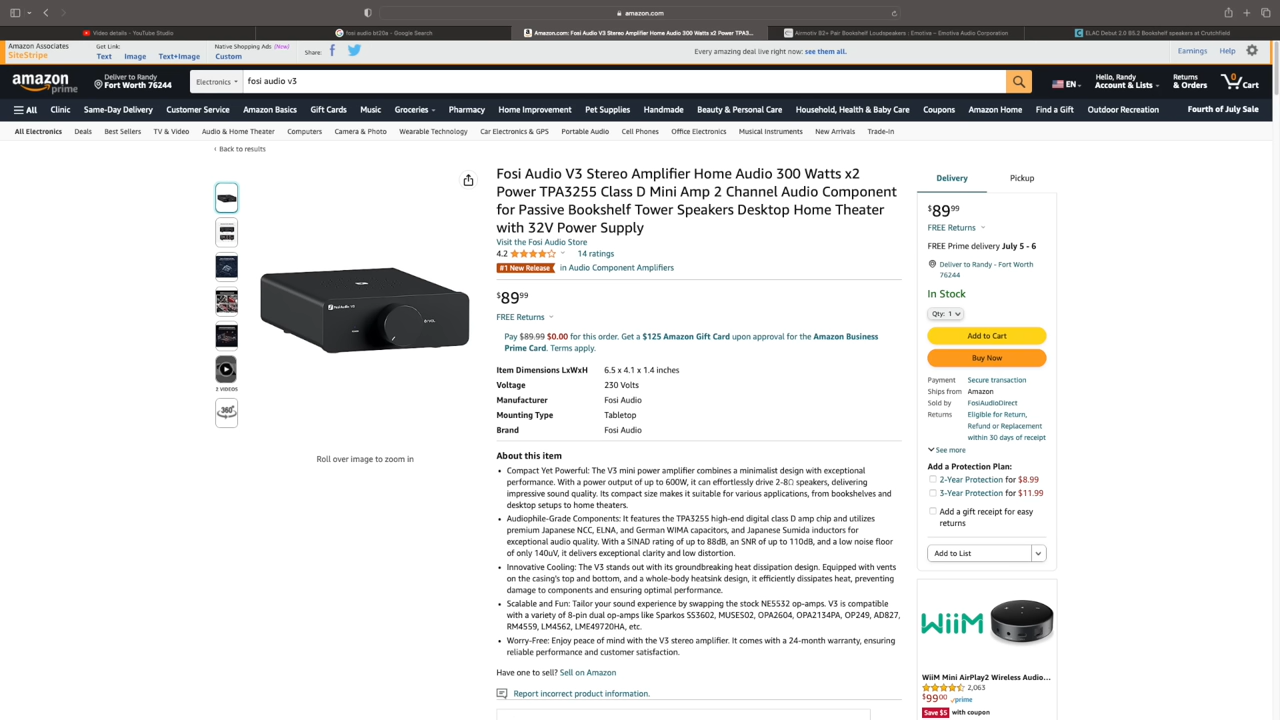 amazon.com
Video details - YouTube Studio
fosi audio bt20a - Google Search
Amazon.com: Fosi Audio V3 Stereo Amplifier Home Audio 300 Watts x2 Power TPA3...
Airmotiv B2+ Pair Bookshelf Loudspeakers : Emotiva – Emotiva Audio Corporation
ELAC Debut 2.0 B5.2 Bookshelf speakers at Crutchfield
Amazon Associates
SiteStripe
Get Link:
Text Image Text+Image
Native Shopping Ads (New)
Custom
Share:
Every amazing deal live right now: see them all.
Earnings Help
amazon prime
Deliver to Randy
Fort Worth 76244
Electronics
fosi audio v3
EN
Hello, Randy
Account & Lists
Returns
& Orders
0
Cart
All Clinic Same-Day Delivery Customer Service Amazon Basics Gift Cards Music Groceries Pharmacy Home Improvement Pet Supplies Handmade Beauty & Personal Care Household, Health & Baby Care Coupons Amazon Home Find a Gift Outdoor Recreation Fourth of July Sale
All Electronics Deals Best Sellers TV & Video Audio & Home Theater Computers Camera & Photo Wearable Technology Car Electronics & GPS Portable Audio Cell Phones Office Electronics Musical Instruments New Arrivals Trade-In
‹ Back to results
2 VIDEOS
360°
Fosi Audio V3
Roll over image to zoom in
Fosi Audio V3 Stereo Amplifier Home Audio 300 Watts x2
Power TPA3255 Class D Mini Amp 2 Channel Audio Component
for Passive Bookshelf Tower Speakers Desktop Home Theater
with 32V Power Supply
Visit the Fosi Audio Store
4.2 14 ratings
#1 New Release in Audio Component Amplifiers
$89.99
FREE Returns
Pay $89.99 $0.00 for this order. Get a $125 Amazon Gift Card upon approval for the Amazon Business
Prime Card. Terms apply.
Item Dimensions LxWxH 6.5 x 4.1 x 1.4 inches
Voltage 230 Volts
Manufacturer Fosi Audio
Mounting Type Tabletop
Brand Fosi Audio
About this item
• Compact Yet Powerful: The V3 mini power amplifier combines a minimalist design with exceptional
performance. With a power output of up to 600W, it can effortlessly drive 2-8Ω speakers, delivering
impressive sound quality. Its compact size makes it suitable for various applications, from bookshelves and
desktop setups to home theaters.
• Audiophile-Grade Components: It features the TPA3255 high-end digital class D amp chip and utilizes
premium Japanese NCC, ELNA, and German WIMA capacitors, and Japanese Sumida inductors for
exceptional audio quality. With a SINAD rating of up to 88dB, an SNR of up to 110dB, and a low noise floor
of only 140uV, it delivers exceptional clarity and low distortion.
• Innovative Cooling: The V3 stands out with its groundbreaking heat dissipation design. Equipped with vents
on the casing's top and bottom, and a whole-body heatsink design, it efficiently dissipates heat, preventing
damage to components and ensuring optimal performance.
• Scalable and Fun: Tailor your sound experience by swapping the stock NE5532 op-amps. V3 is compatible
with a variety of 8-pin dual op-amps like Sparkos SS3602, MUSES02, OPA2604, OPA2134PA, OP249, AD827,
RM4559, LM4562, LME49720HA, etc.
• Worry-Free: Enjoy peace of mind with the V3 stereo amplifier. It comes with a 24-month warranty, ensuring
reliable performance and customer satisfaction.
Have one to sell? Sell on Amazon
Report incorrect product information.
Delivery Pickup
$89.99
FREE Returns
FREE Prime delivery July 5 - 6
Deliver to Randy - Fort Worth
76244
In Stock
Qty: 1
Add to Cart
Buy Now
Payment Secure transaction
Ships from Amazon
Sold by FosiAudioDirect
Returns Eligible for Return,
Refund or Replacement
within 30 days of receipt
See more
Add a Protection Plan:
2-Year Protection for $8.99
3-Year Protection for $11.99
Add a gift receipt for easy
returns
Add to List
WiiM
WiiM Mini AirPlay2 Wireless Audio...
2,063
$99.00 prime
Save $5 with coupon